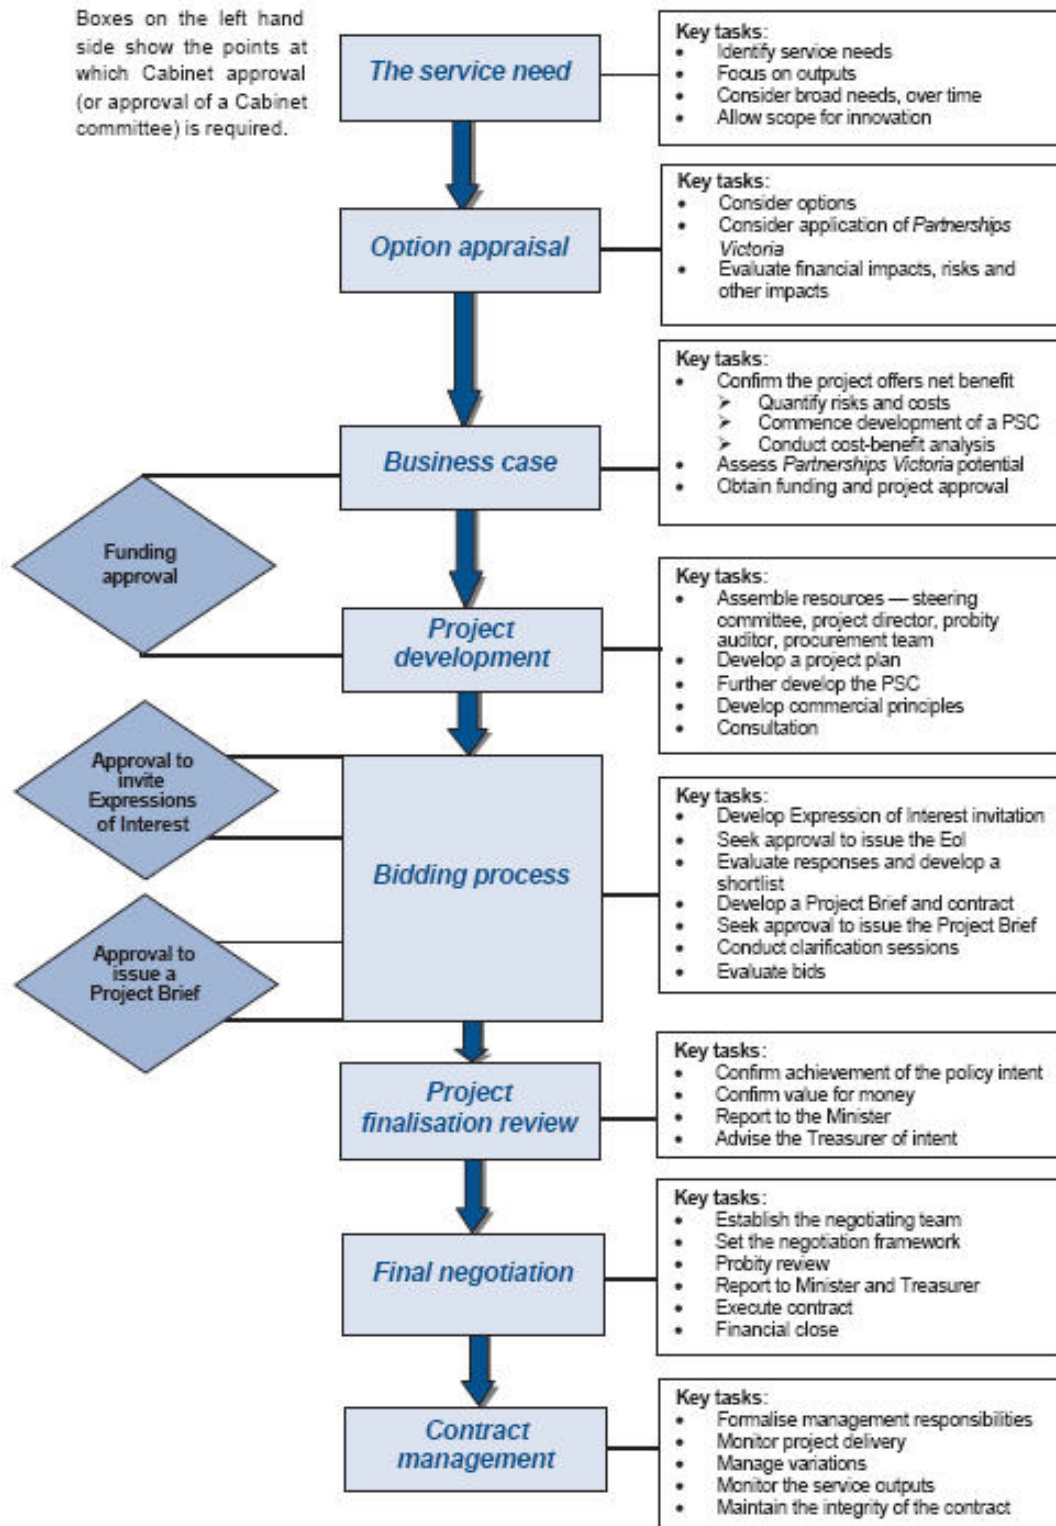 Boxes on the left hand
side show the points at
which Cabinet approval
(or approval of a Cabinet
committee) is required.
The service need
Key tasks:
• Identify service needs
• Focus on outputs
• Consider broad needs, over time
• Allow scope for innovation
Option appraisal
Key tasks:
• Consider options
• Consider application of Partnerships
Victoria
• Evaluate financial impacts, risks and
other impacts
Business case
Key tasks:
• Confirm the project offers net benefit
➢ Quantify risks and costs
➢ Commence development of a PSC
➢ Conduct cost-benefit analysis
• Assess Partnerships Victoria potential
• Obtain funding and project approval
Funding
approval
Project
development
Key tasks:
• Assemble resources — steering
committee, project director, probity
auditor, procurement team
• Develop a project plan
• Further develop the PSC
• Develop commercial principles
• Consultation
Approval to
invite
Expressions
of Interest
Approval to
issue a
Project Brief
Bidding process
Key tasks:
• Develop Expression of Interest invitation
• Seek approval to issue the EoI
• Evaluate responses and develop a
shortlist
• Develop a Project Brief and contract
• Seek approval to issue the Project Brief
• Conduct clarification sessions
• Evaluate bids
Project
finalisation review
Key tasks:
• Confirm achievement of the policy intent
• Confirm value for money
• Report to the Minister
• Advise the Treasurer of intent
Final negotiation
Key tasks:
• Establish the negotiating team
• Set the negotiation framework
• Probity review
• Report to Minister and Treasurer
• Execute contract
• Financial close
Contract
management
Key tasks:
• Formalise management responsibilities
• Monitor project delivery
• Manage variations
• Monitor the service outputs
• Maintain the integrity of the contract